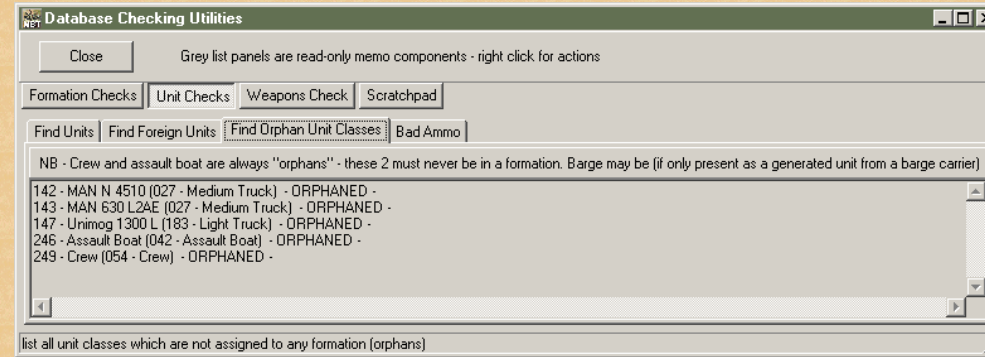 Database Checking Utilities
Close
Grey list panels are read-only memo components - right click for actions
Formation Checks Unit Checks Weapons Check Scratchpad
Find Units Find Foreign Units Find Orphan Unit Classes Bad Ammo
NB - Crew and assault boat are always "orphans" - these 2 must never be in a formation. Barge may be (if only present as a generated unit from a barge carrier)
142 - MAN N 4510 (027 - Medium Truck) - ORPHANED -
143 - MAN 630 L2AE (027 - Medium Truck) - ORPHANED -
147 - Unimog 1300 L (183 - Light Truck) - ORPHANED -
246 - Assault Boat (042 - Assault Boat) - ORPHANED -
249 - Crew (054 - Crew) - ORPHANED -
list all unit classes which are not assigned to any formation (orphans)